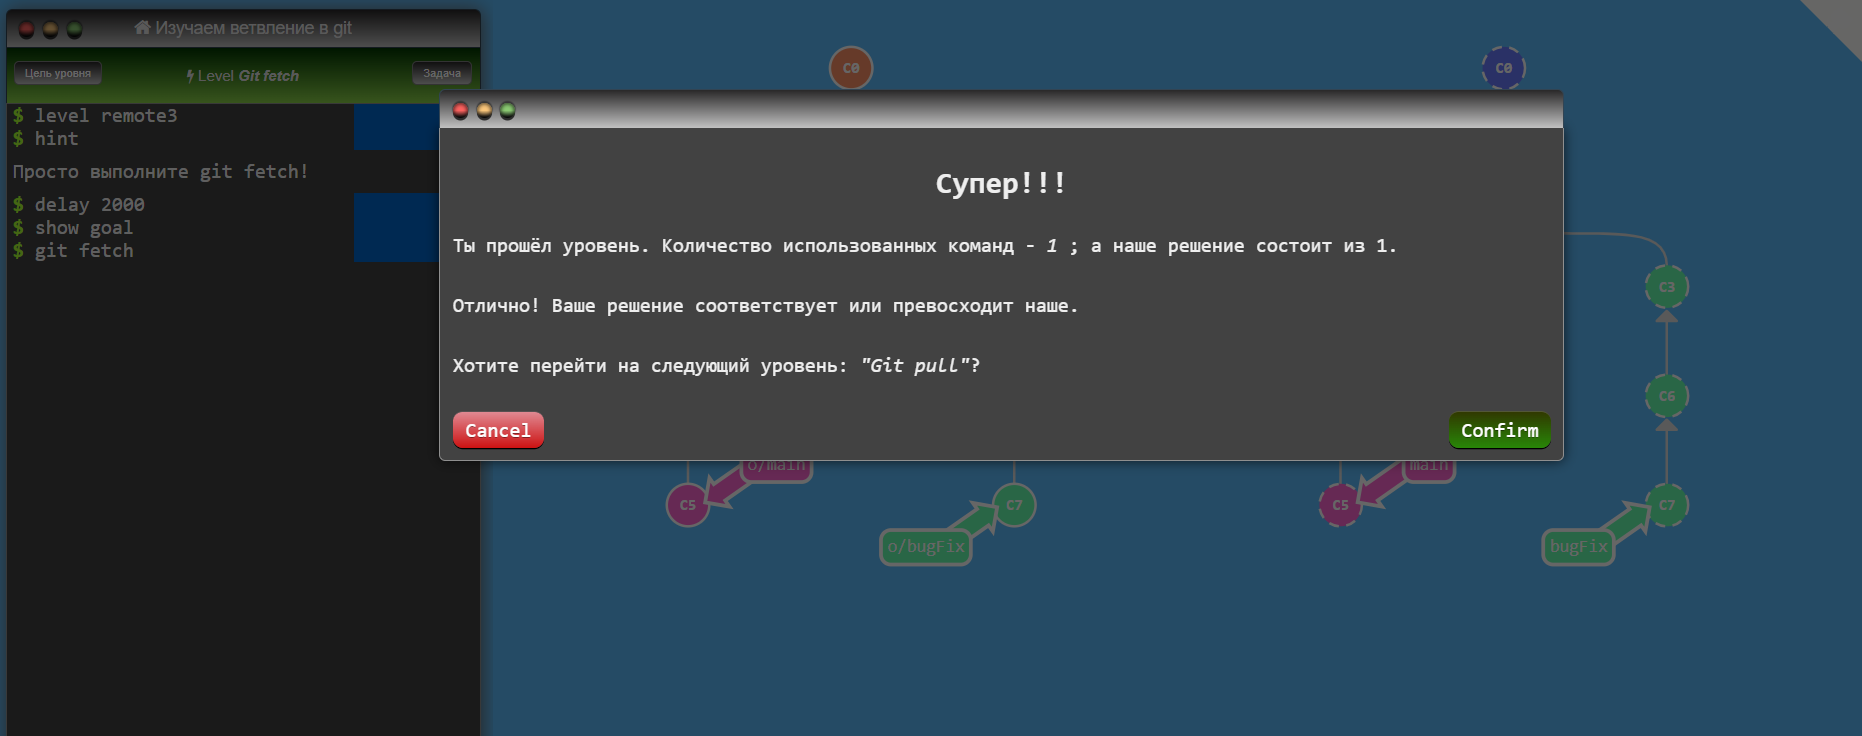 Изучаем ветвление в git
Цель уровня
Level Git fetch
Задача
$ level remote3
$ hint
Просто выполните git fetch!
$ delay 2000
$ show goal
$ git fetch
C0
C0
Супер!!!
Ты прошёл уровень. Количество использованных команд - 1 ; а наше решение состоит из 1.
Отлично! Ваше решение соответствует или превосходит наше.
Хотите перейти на следующий уровень: "Git pull"?
Cancel
Confirm
C3
C6
o/main
main
C5
C7
C5
C7
o/bugFix
bugFix